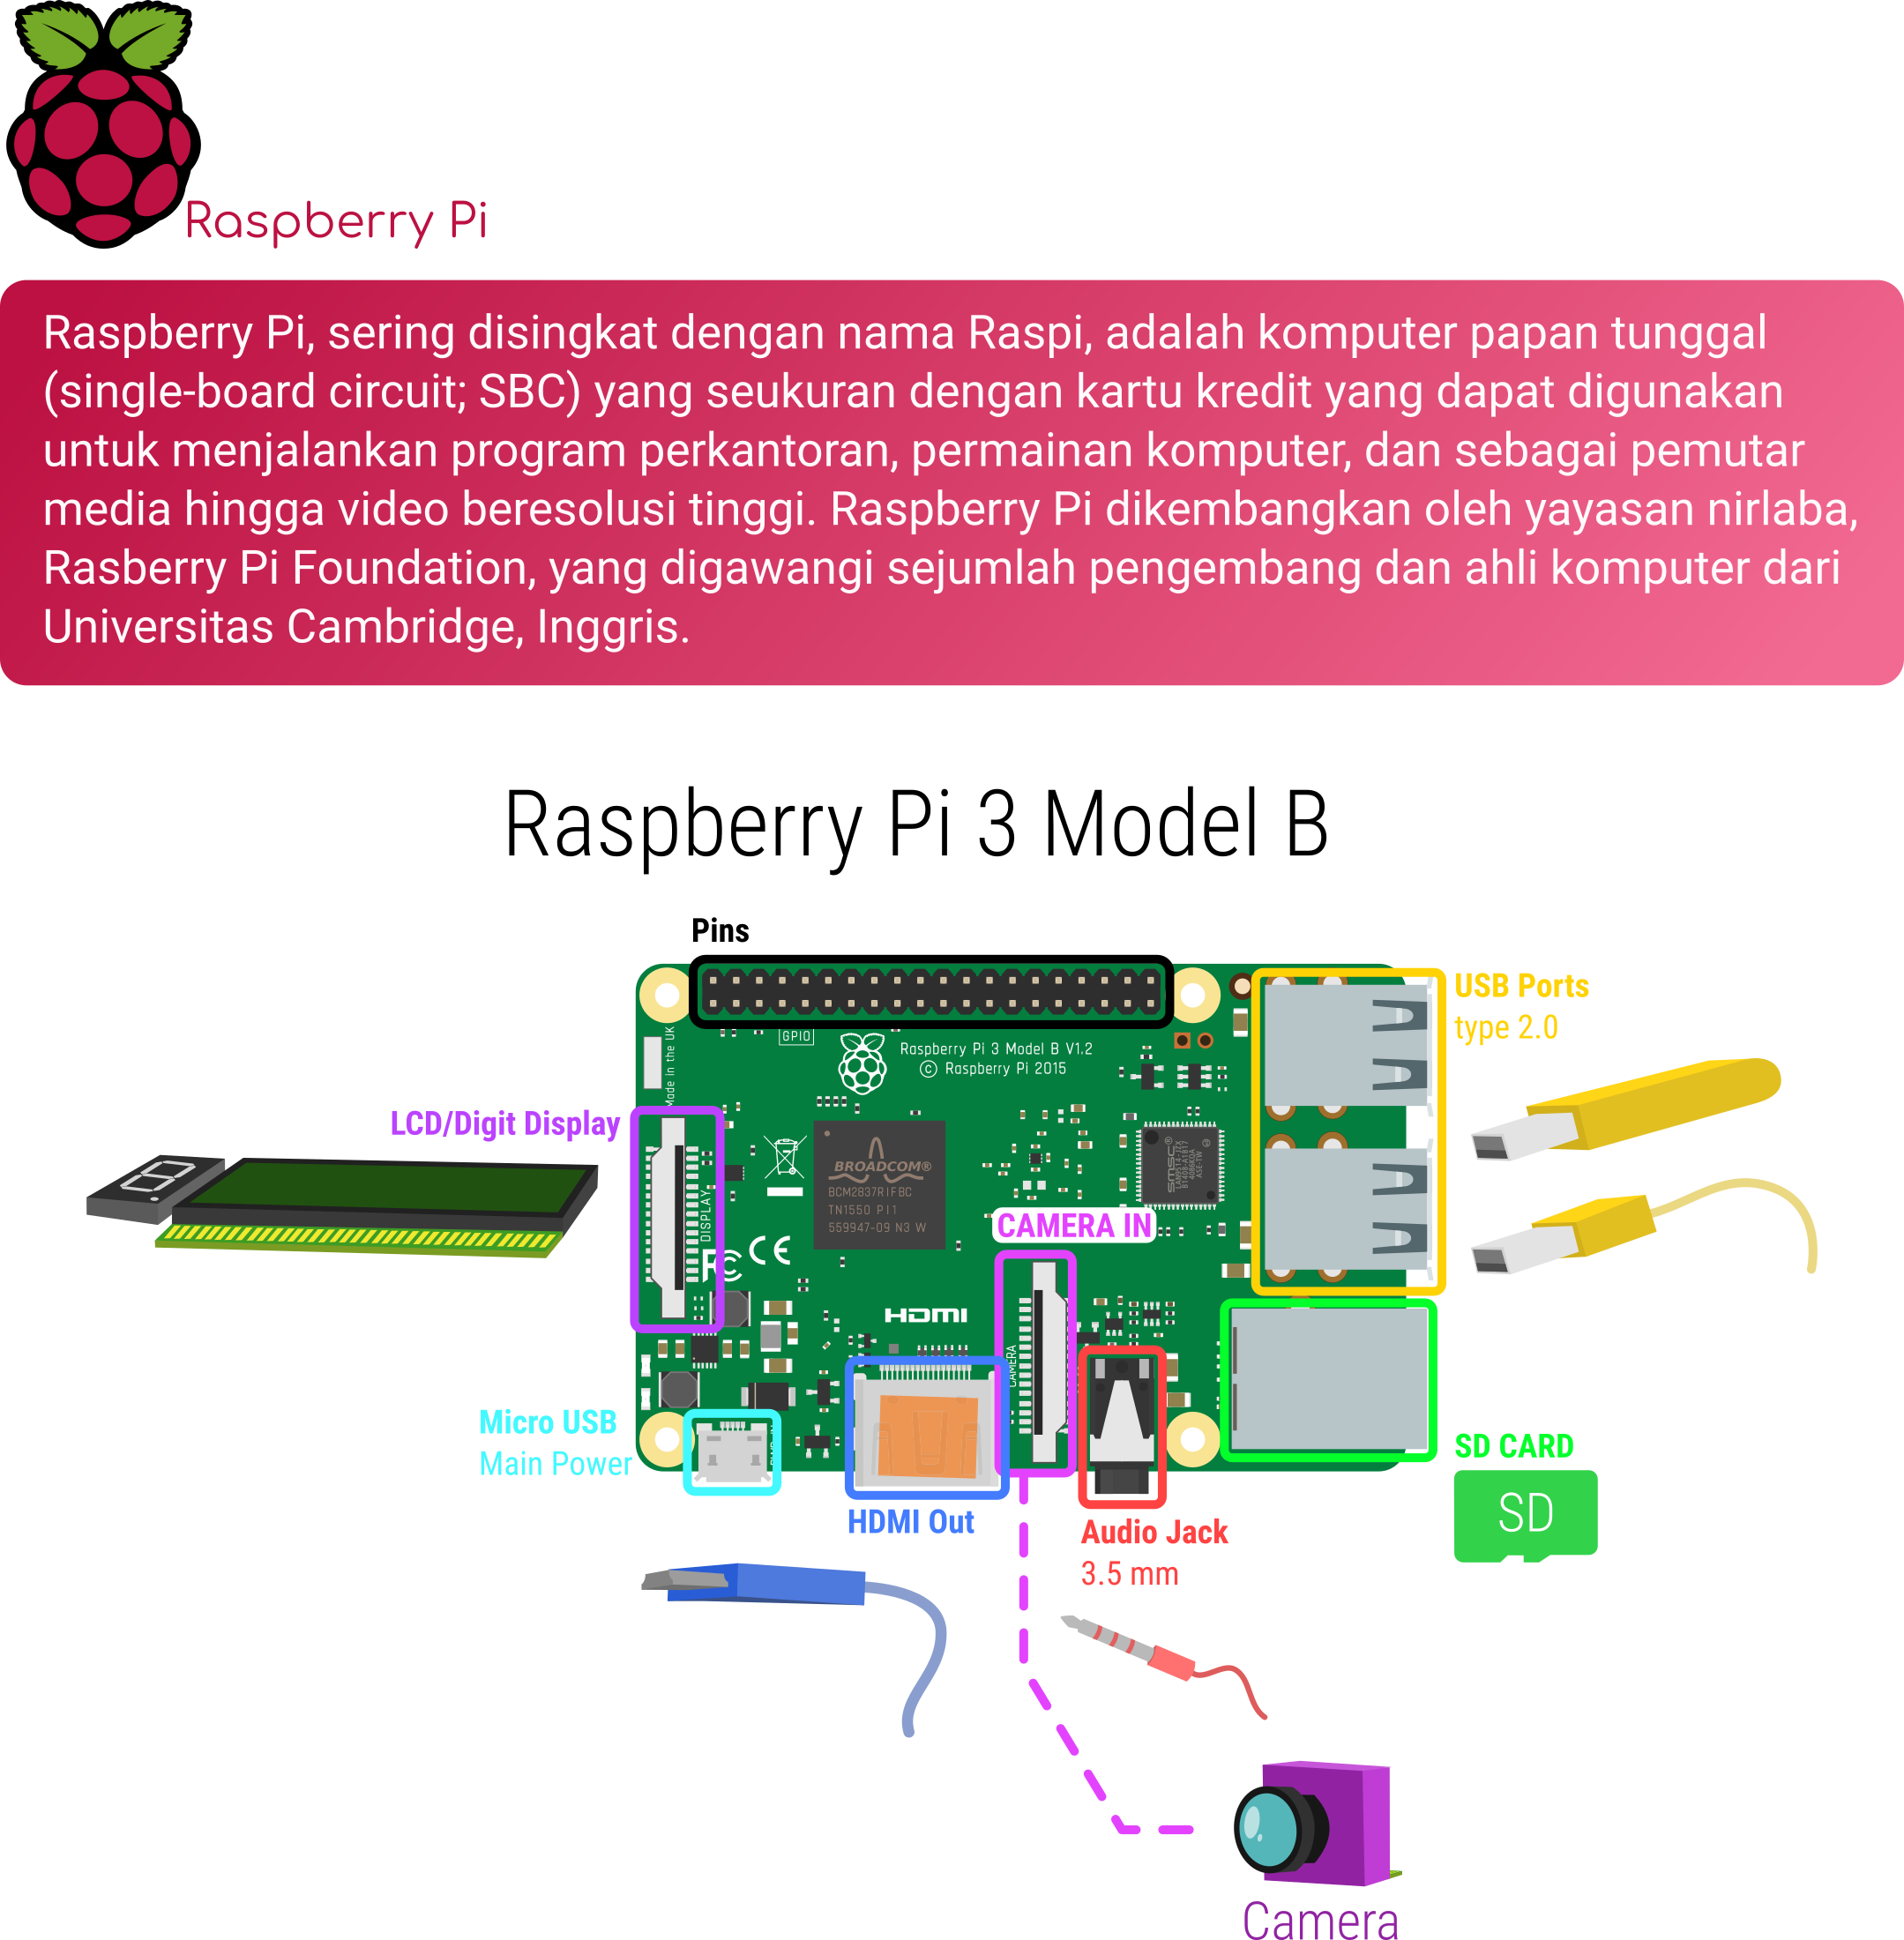 Raspberry Pi
Raspberry Pi, sering disingkat dengan nama Raspi, adalah komputer papan tunggal
(single-board circuit; SBC) yang seukuran dengan kartu kredit yang dapat digunakan
untuk menjalankan program perkantoran, permainan komputer, dan sebagai pemutar
media hingga video beresolusi tinggi. Raspberry Pi dikembangkan oleh yayasan nirlaba,
Rasberry Pi Foundation, yang digawangi sejumlah pengembang dan ahli komputer dari
Universitas Cambridge, Inggris.
Raspberry Pi 3 Model B
Pins
USB Ports
type 2.0
GPIO
Made in the UK
Raspberry Pi 3 Model B V1.2
© Raspberry Pi 2015
LCD/Digit Display
BROADCOM®
BCM2837RIFBC
TN1550 P11
559947-09 N3 W
SMSC®
DISPLAY
FC CE
CAMERA IN
HDMI
CAMERA
Micro USB
Main Power
HDMI Out
Audio Jack
3.5 mm
SD CARD
SD
Camera